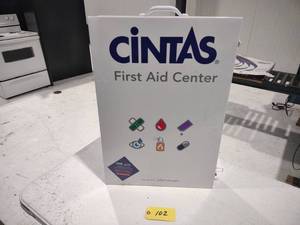 CiNTAS®
First Aid Center
0 102